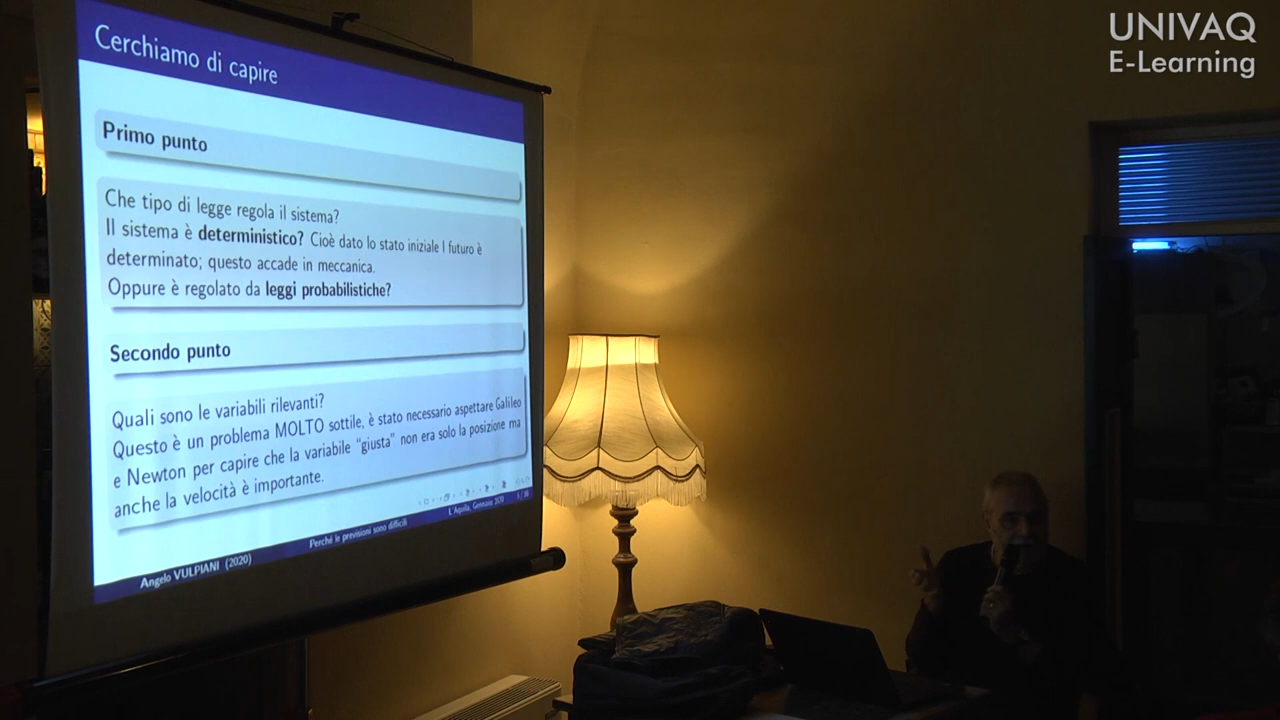 UNIVAQ
E-Learning
Cerchiamo di capire
Primo punto
Che tipo di legge regola il sistema?
Il sistema è deterministico? Cioè dato lo stato iniziale l futuro è
determinato; questo accade in meccanica.
Oppure è regolato da leggi probabilistiche?
Secondo punto
Quali sono le variabili rilevanti?
Questo è un problema MOLTO sottile, è stato necessario aspettare Galileo
e Newton per capire che la variabile "giusta" non era solo la posizione ma
anche la velocità è importante.
Angelo VULPIANI (2020)
Perché le previsioni sono difficili
L'Aquila, Gennaio 2020